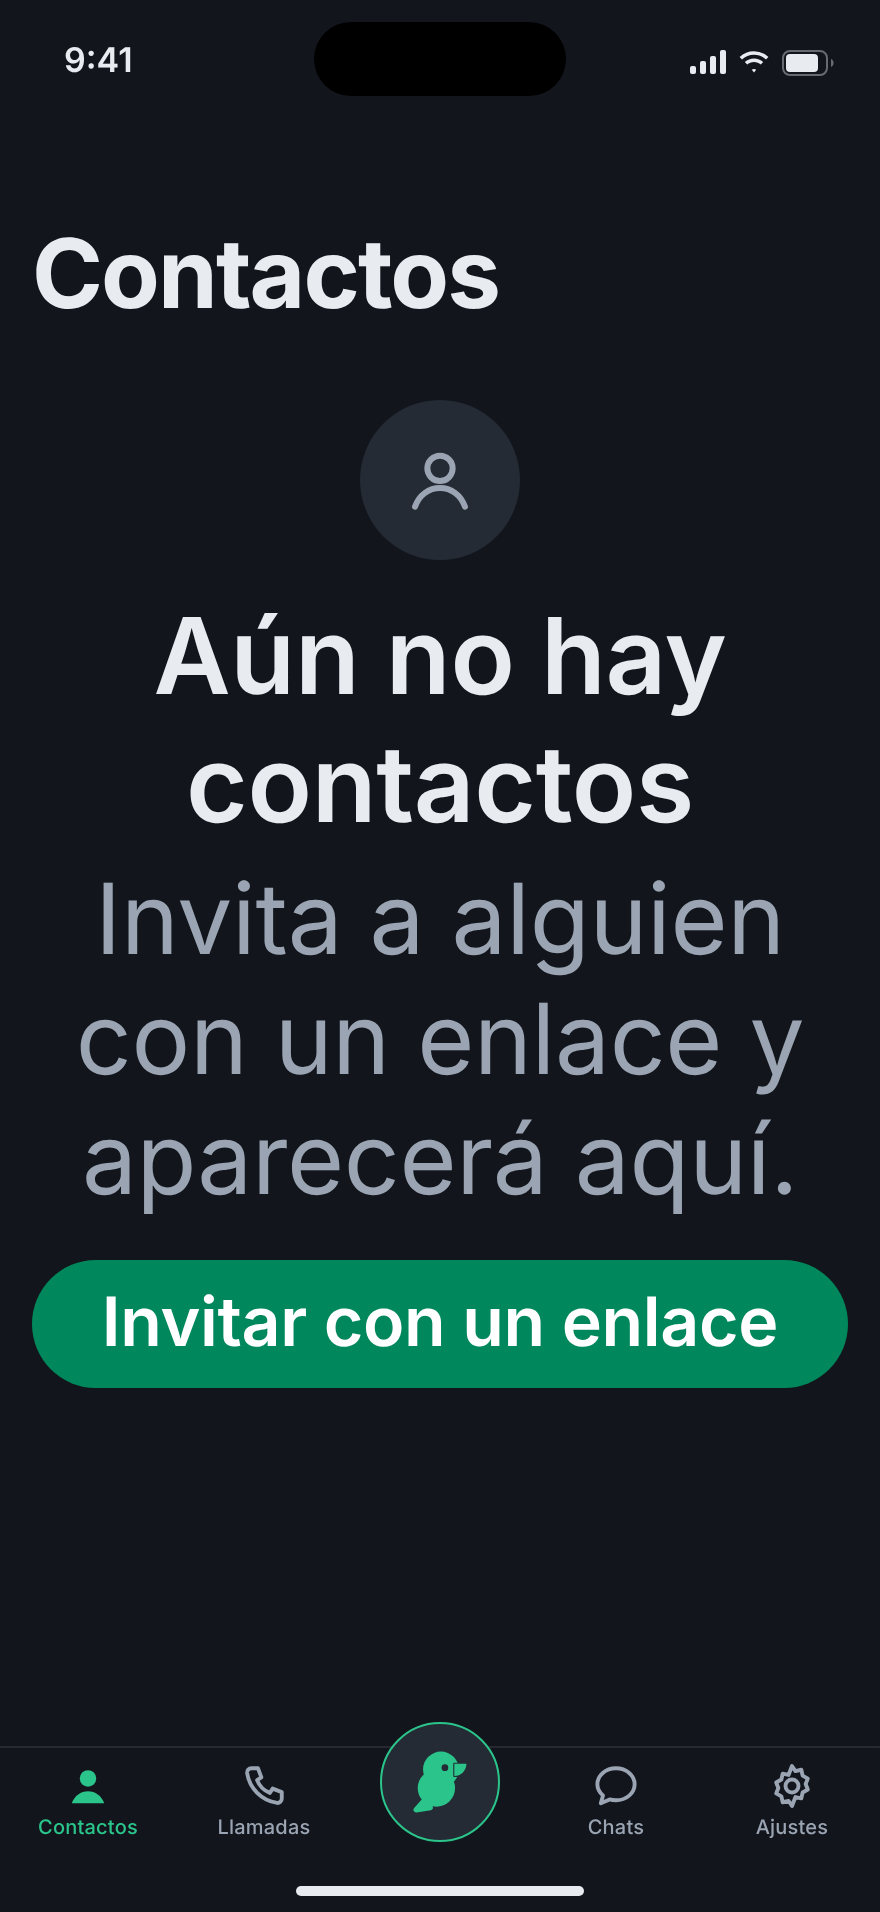 9:41
Contactos
Aún no hay
contactos
Invita a alguien
con un enlace y
aparecerá aquí.
Invitar con un enlace
Contactos
Llamadas
Chats
Ajustes